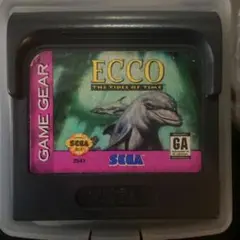 GAME GEAR
ECCO
THE TIDES OF TIME
SEGA
SEGA
GA